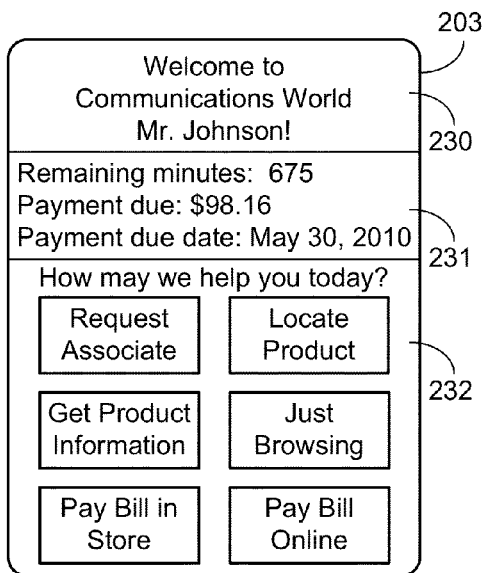 203
Welcome to
Communications World
Mr. Johnson!
230
Remaining minutes: 675
Payment due: $98.16
Payment due date: May 30, 2010
231
How may we help you today?
Request
Associate
Locate
Product
232
Get Product
Information
Just
Browsing
Pay Bill in
Store
Pay Bill
Online